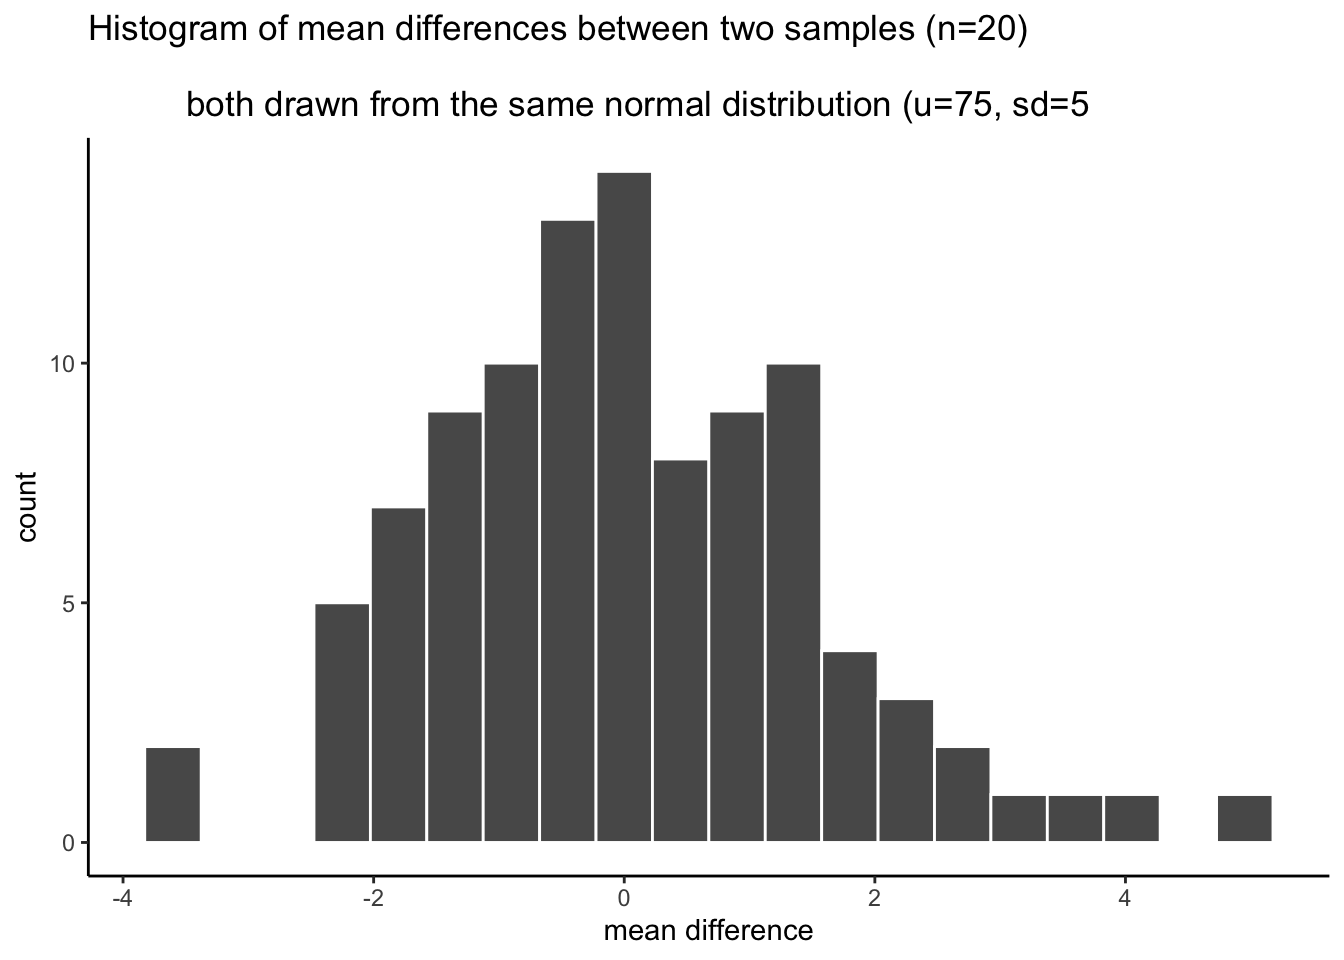 Histogram of mean differences between two samples (n=20)
both drawn from the same normal distribution (u=75, sd=5
10
5
0
count
-4
-2
0
2
4
mean difference